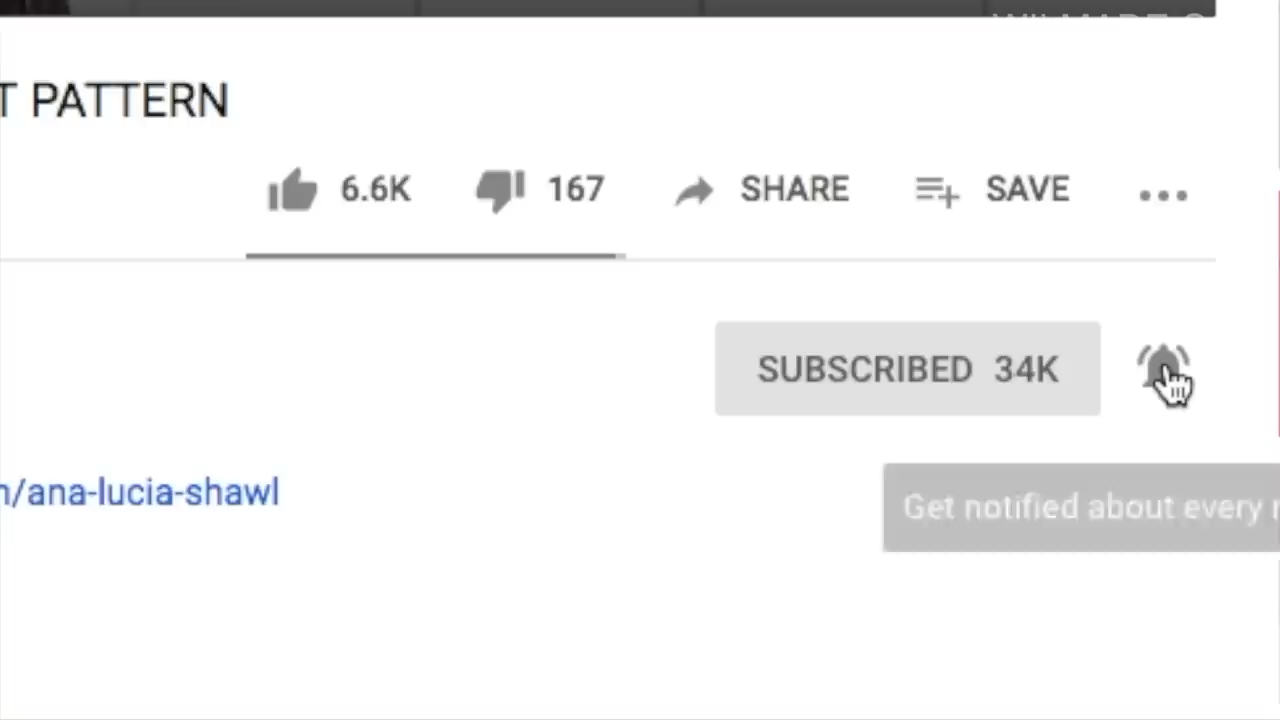 T PATTERN
6.6K 167 SHARE SAVE
SUBSCRIBED 34K
n/ana-lucia-shawl
Get notified about every